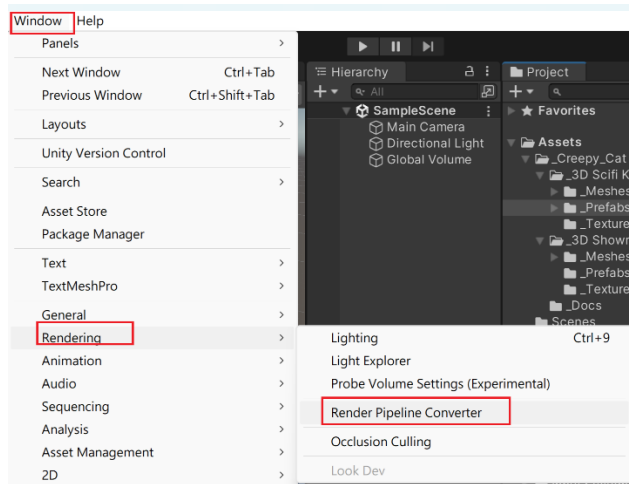 Window Help
Panels
Next Window Ctrl+Tab
Previous Window Ctrl+Shift+Tab
Layouts
Unity Version Control
Search
Asset Store
Package Manager
Text
TextMeshPro
General
Rendering
Animation
Audio
Sequencing
Analysis
Asset Management
2D
Hierarchy
All
SampleScene
Main Camera
Directional Light
Global Volume
Project
Favorites
Assets
_Creepy_Cat
_3D Scifi K
_Meshes
_Prefabs
_Texture
_3D Showr
_Meshes
_Prefabs
_Texture
_Docs
Scenes
Lighting Ctrl+9
Light Explorer
Probe Volume Settings (Experimental)
Render Pipeline Converter
Occlusion Culling
Look Dev